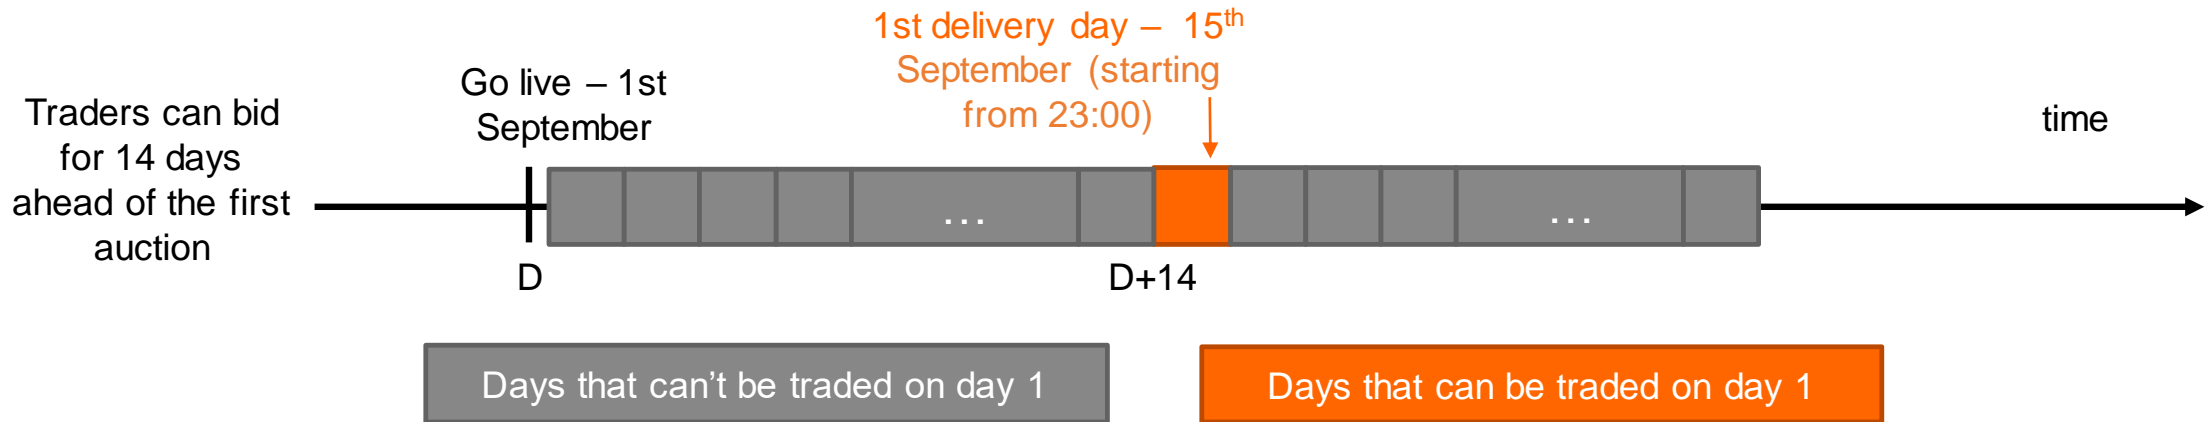 Traders can bid
for 14 days
ahead of the first
auction
Go live – 1st
September
1st delivery day – 15th
September (starting
from 23:00)
time
...
...
D
D+14
Days that can't be traded on day 1
Days that can be traded on day 1